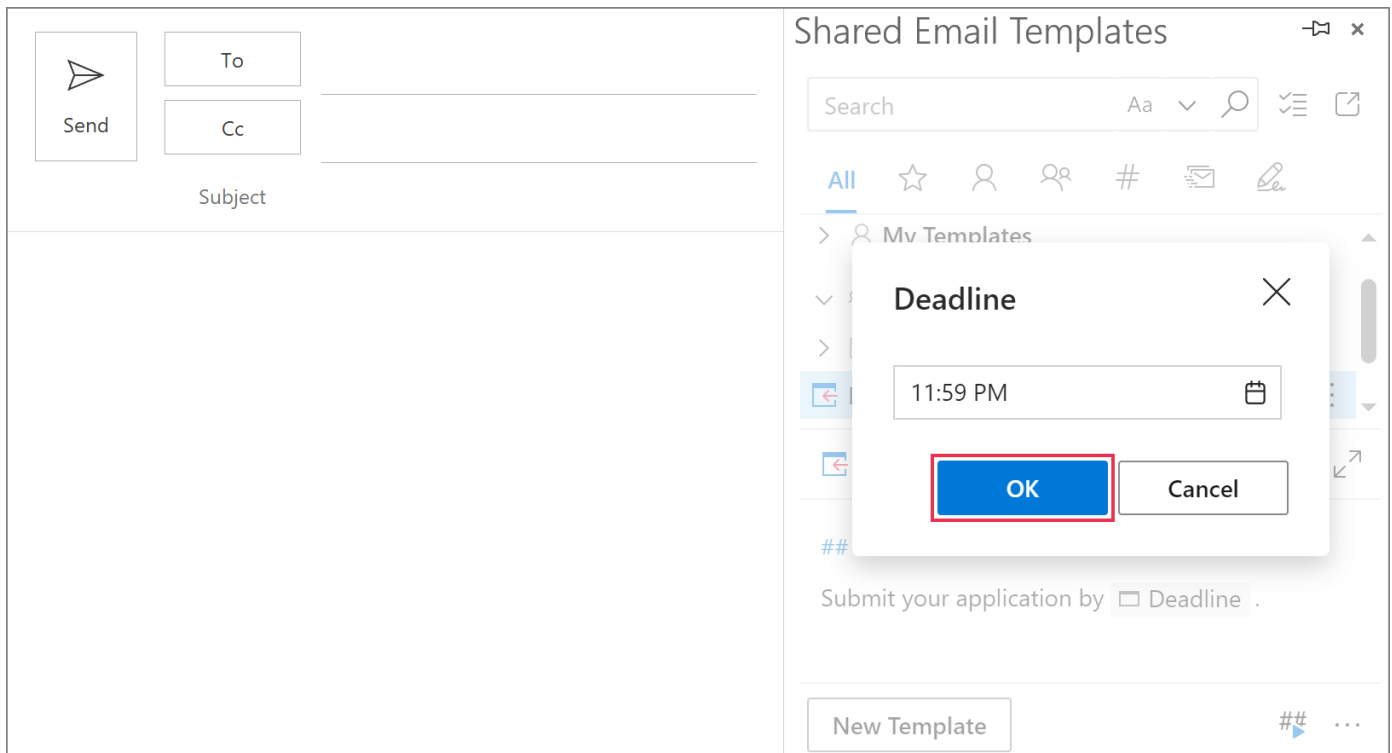 Shared Email Templates
To
Send
Cc
Subject
Search Aa
All #
My Templates
Deadline
11:59 PM
OK Cancel
##
Submit your application by Deadline .
New Template ## ...